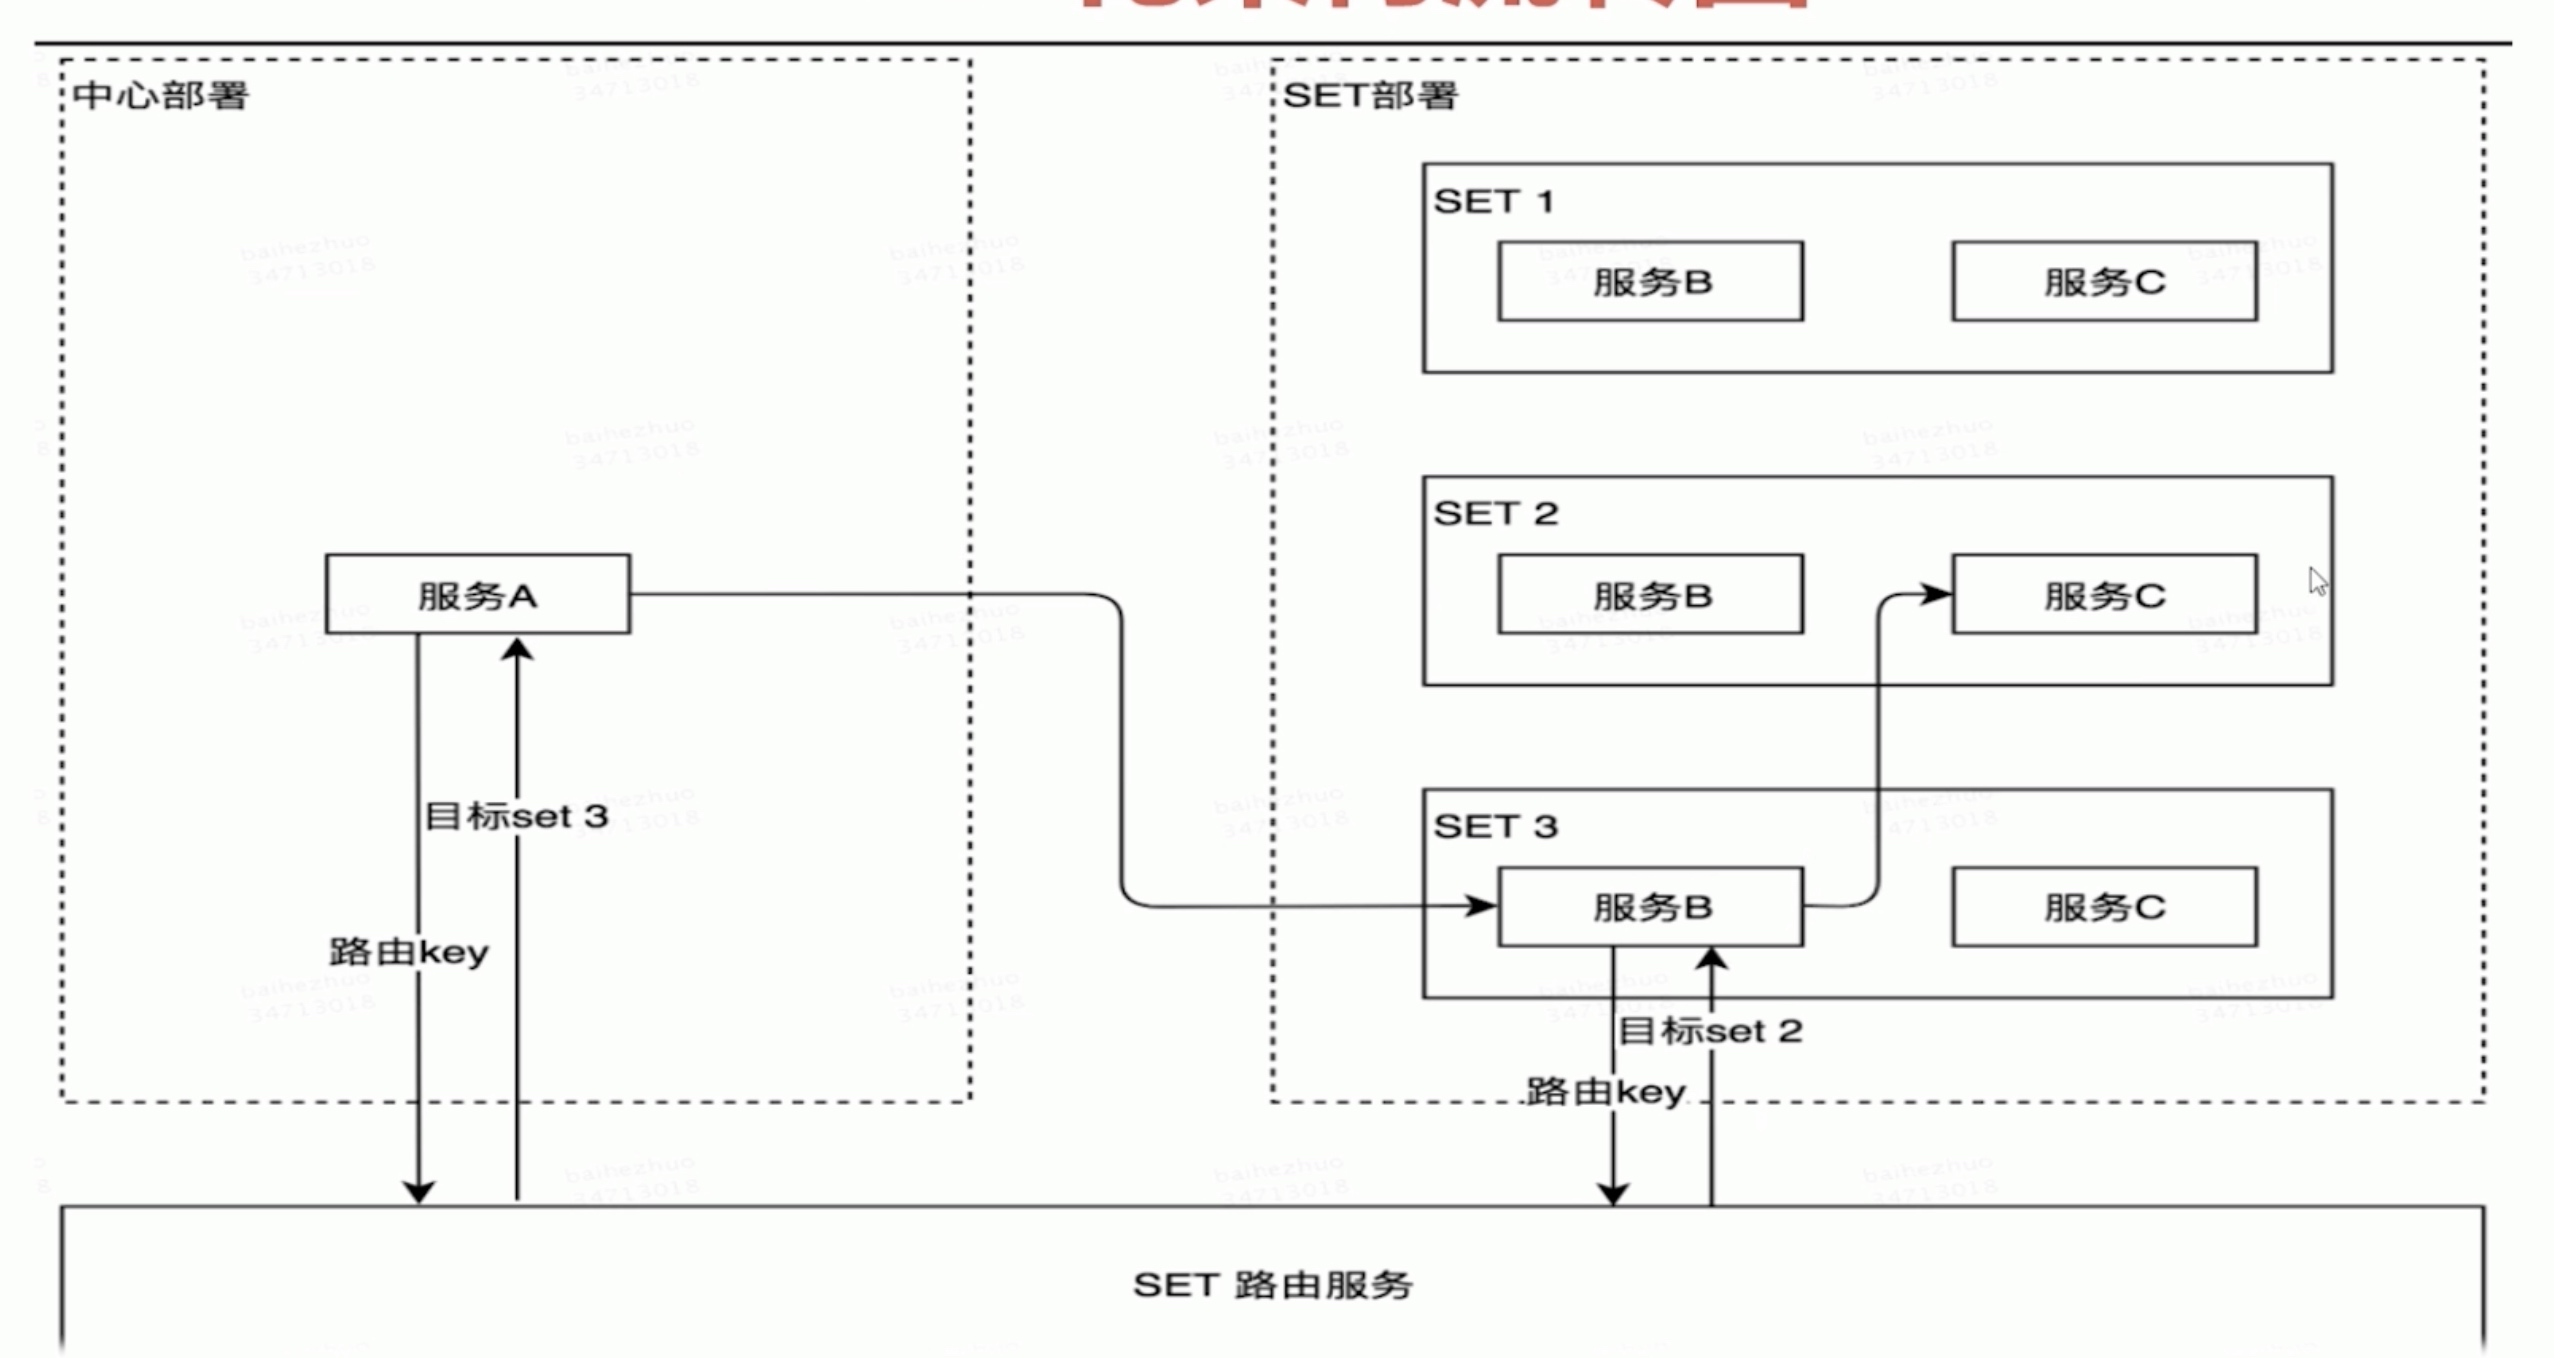 中心部署
SET部署
SET 1
服务B
服务C
SET 2
服务A
服务B
服务C
目标set 3
SET 3
服务B
服务C
路由key
目标set 2
路由key
SET 路由服务
baihezhuo
34713018